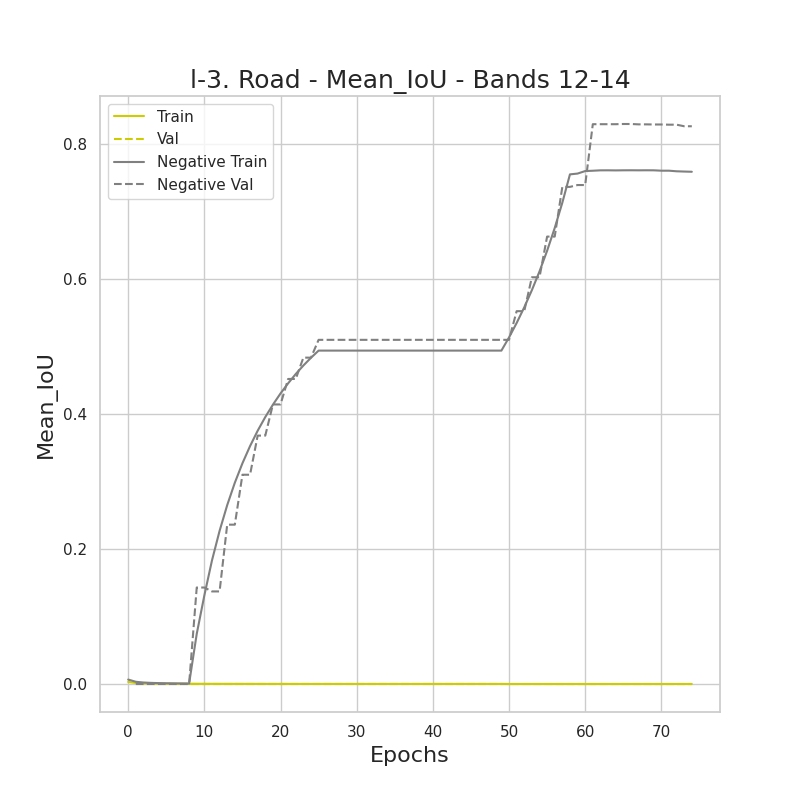 l-3. Road - Mean_IoU - Bands 12-14
Train
Val
Negative Train
Negative Val
0.8
0.6
0.4
0.2
0.0
Mean_IoU
0 10 20 30 40 50 60 70
Epochs